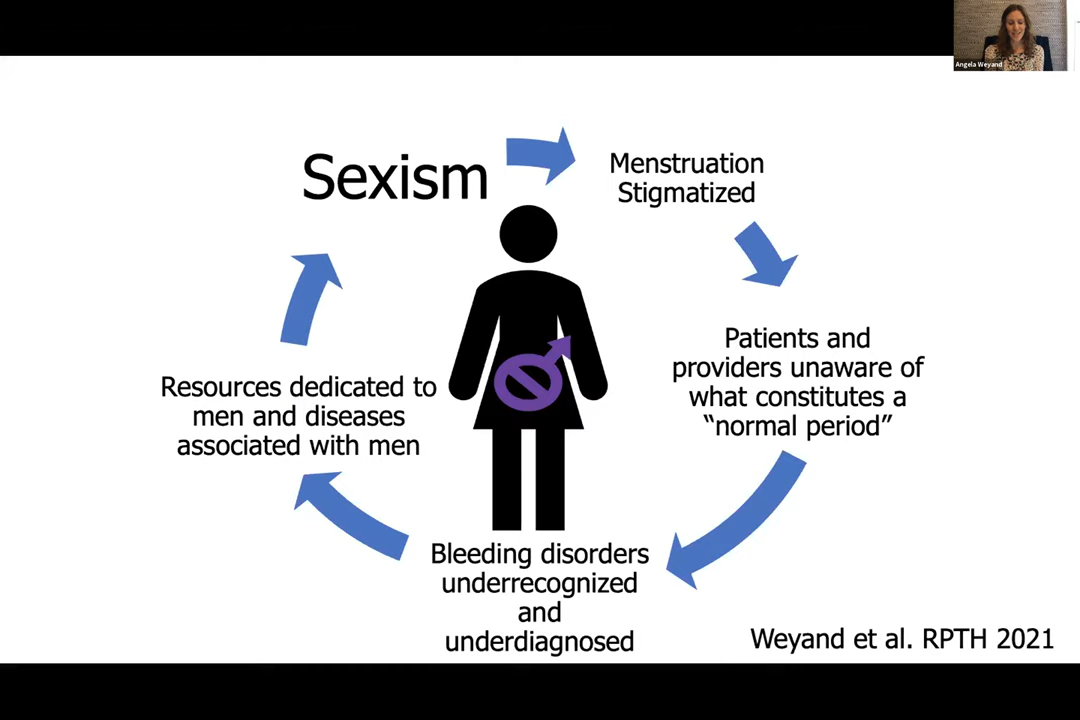 Angela Weyand
Sexism
Menstruation
Stigmatized
Patients and
providers unaware of
what constitutes a
“normal period”
Bleeding disorders
underrecognized
and
underdiagnosed
Resources dedicated to
men and diseases
associated with men
Weyand et al. RPTH 2021